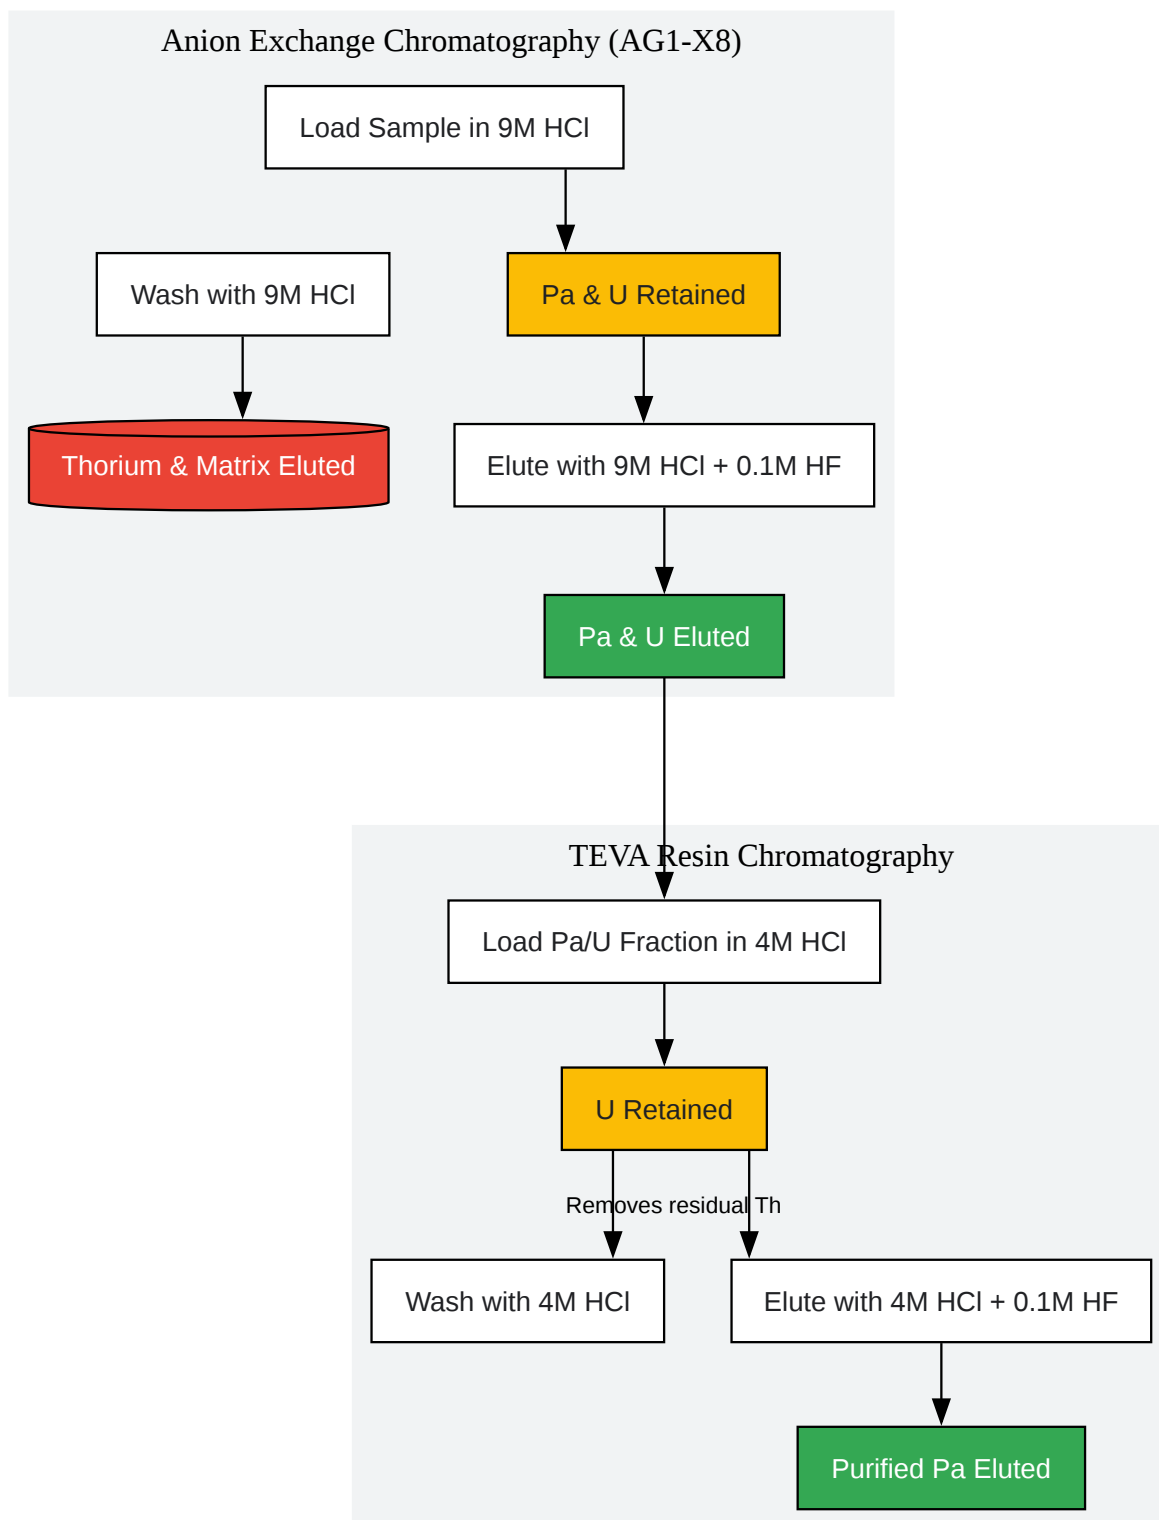 Anion Exchange Chromatography (AG1-X8)
Load Sample in 9M HCl
Wash with 9M HCl
Pa & U Retained
Thorium & Matrix Eluted
Elute with 9M HCl + 0.1M HF
Pa & U Eluted
TEVA Resin Chromatography
Load Pa/U Fraction in 4M HCl
U Retained
Removes residual Th
Wash with 4M HCl
Elute with 4M HCl + 0.1M HF
Purified Pa Eluted